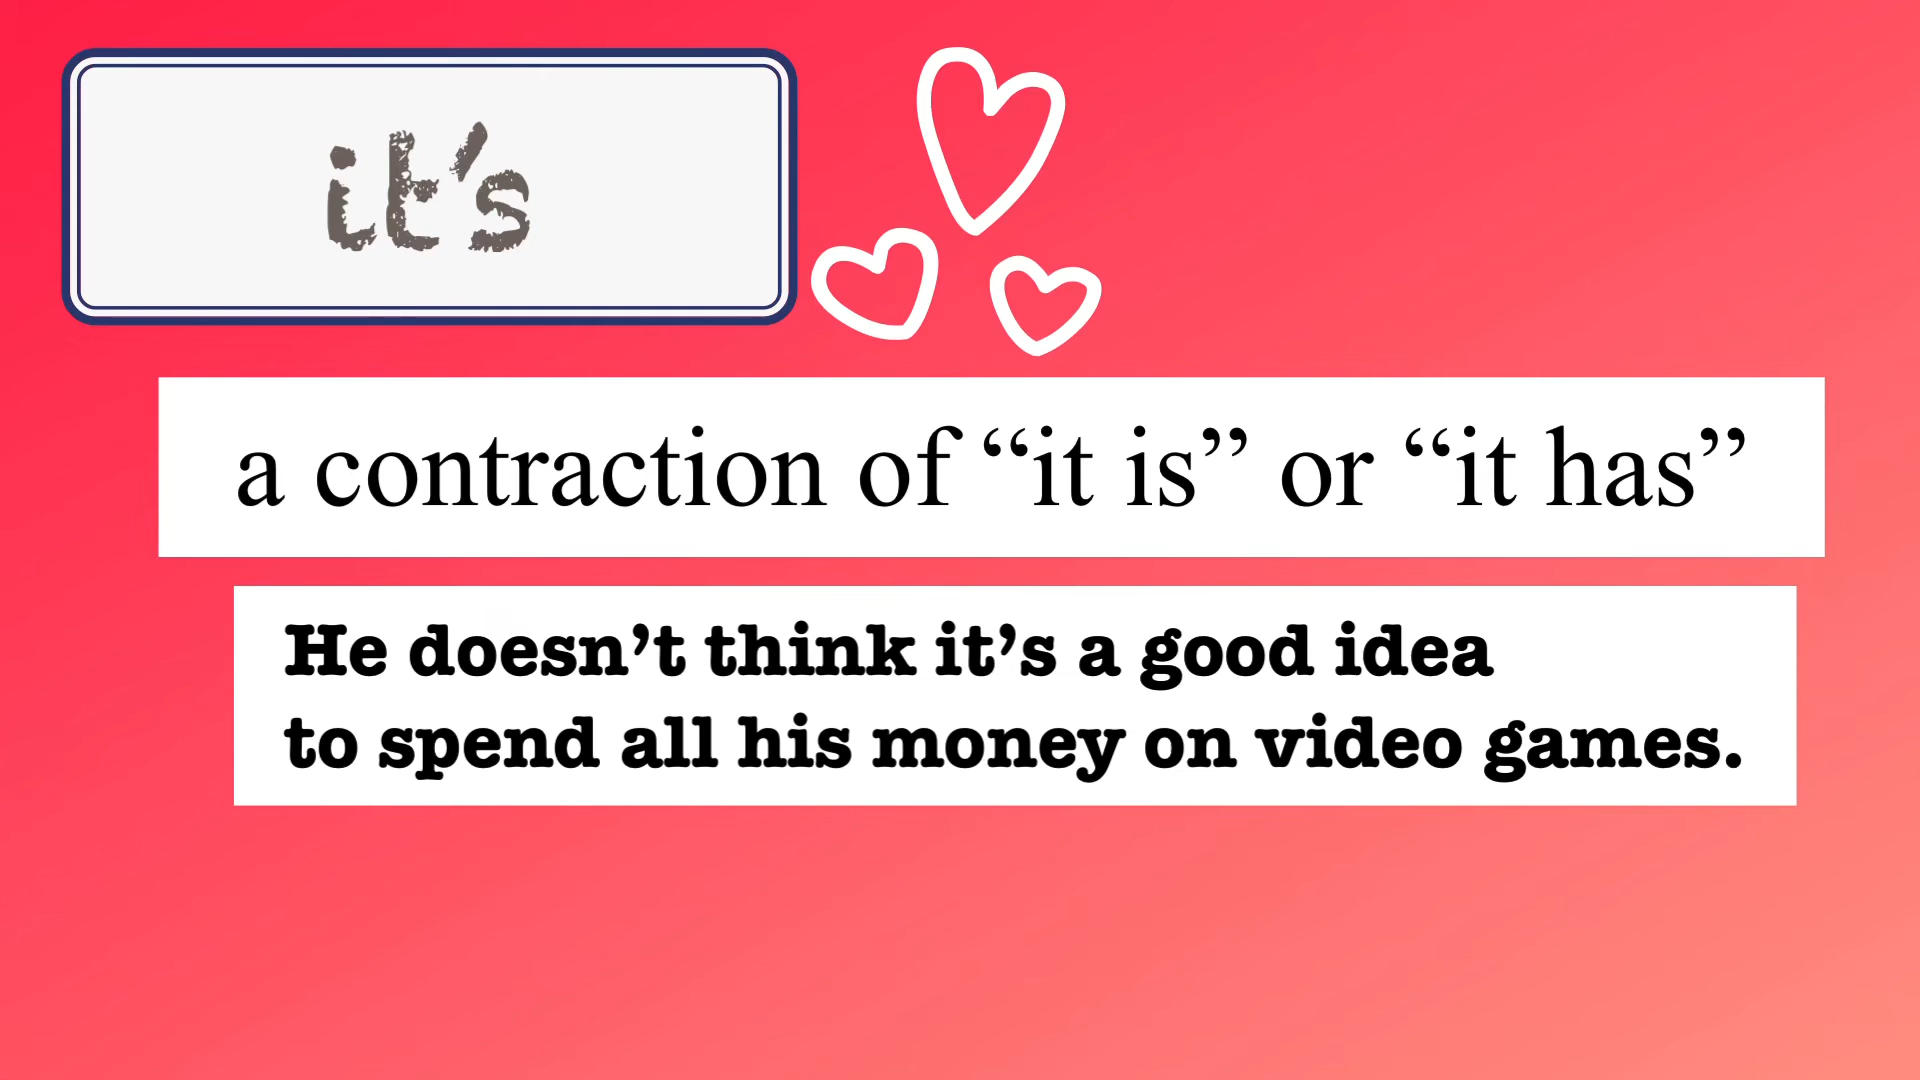 it’s
a contraction of “it is” or “it has”
He doesn’t think it’s a good idea
to spend all his money on video games.